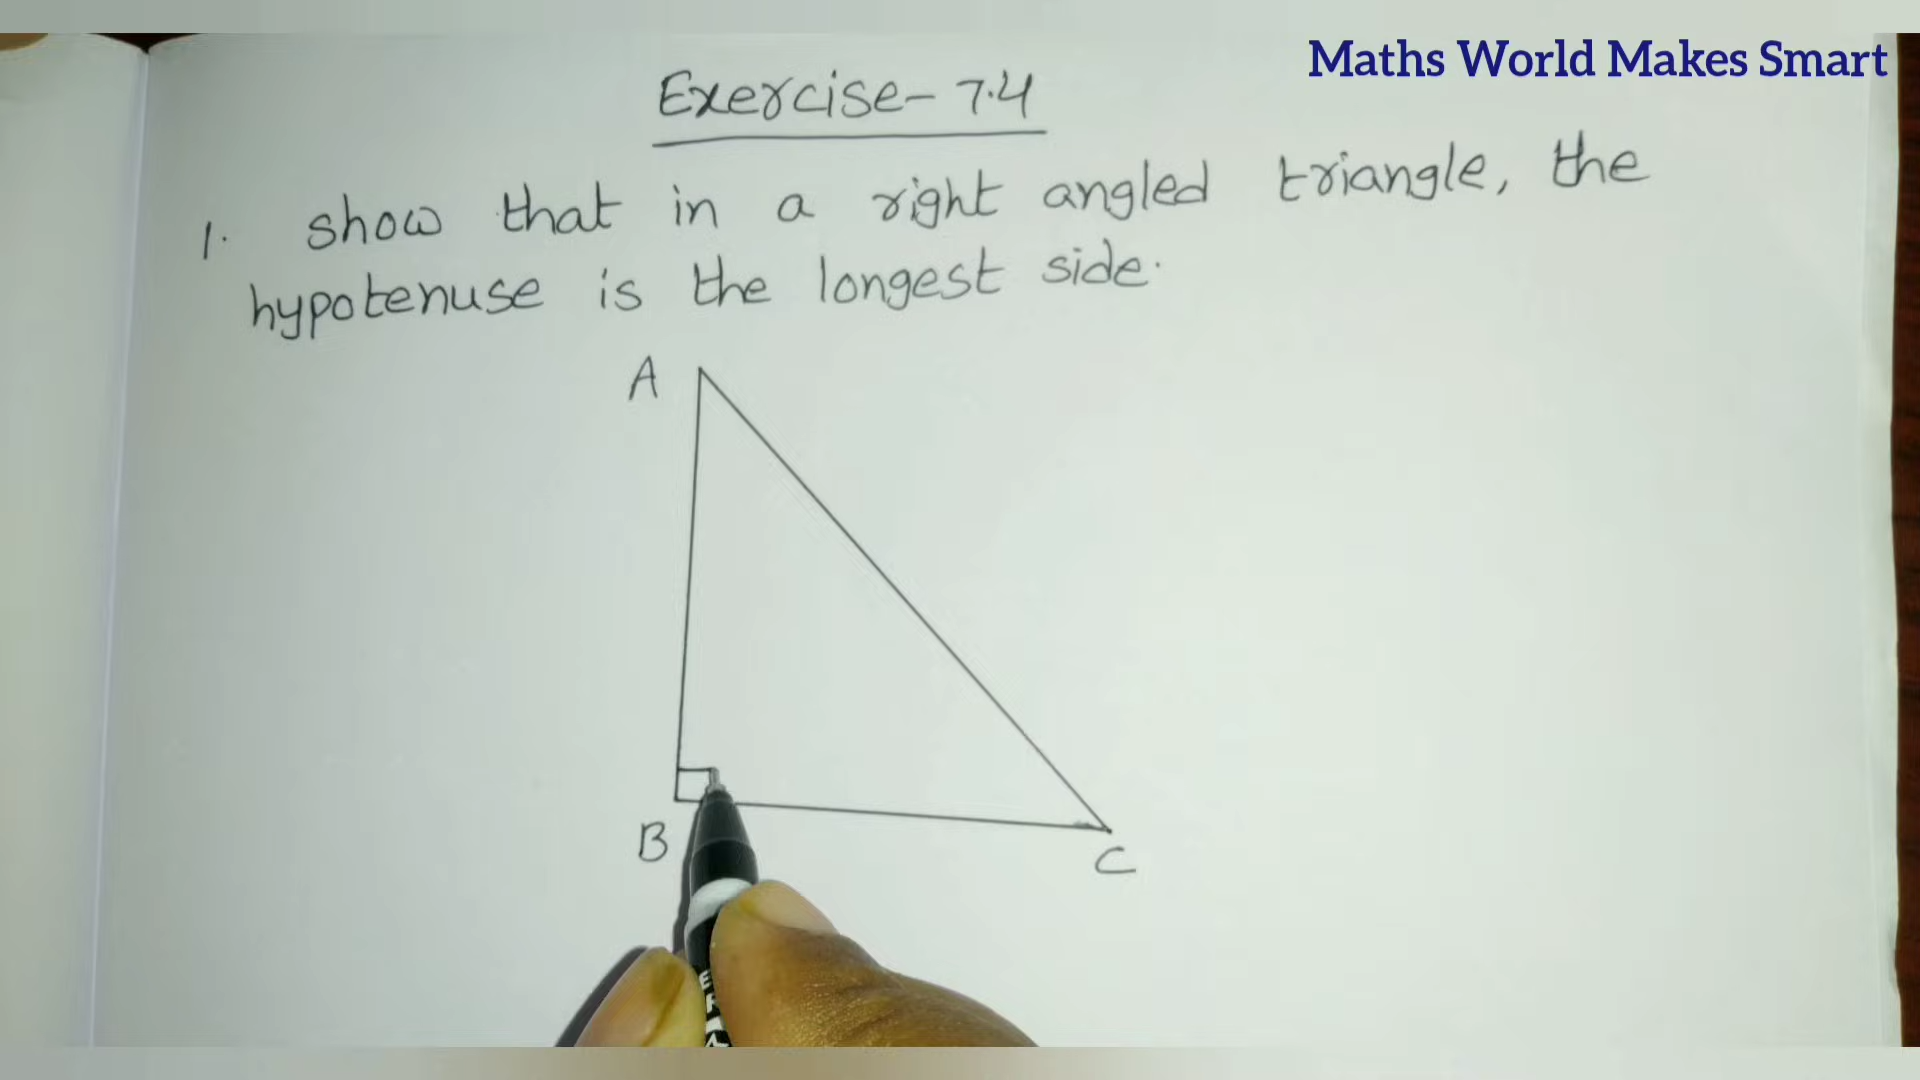 Maths World Makes Smart
Exercise - 7.4
1. show that in a right angled triangle, the
hypotenuse is the longest side.
A
B
C